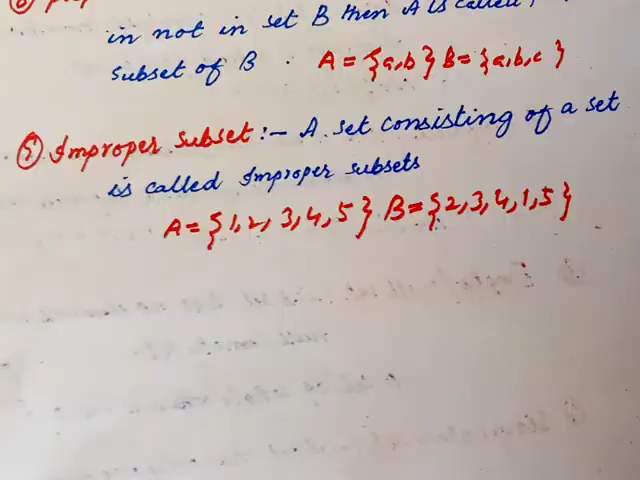 in not in set B then A is called
subset of B . A = {a,b} B = {a,b,c}
Improper subset :- A set consisting of a set
is called Improper subsets
A = {1,2, 3,4,5} B = {2,3,4,1,5}